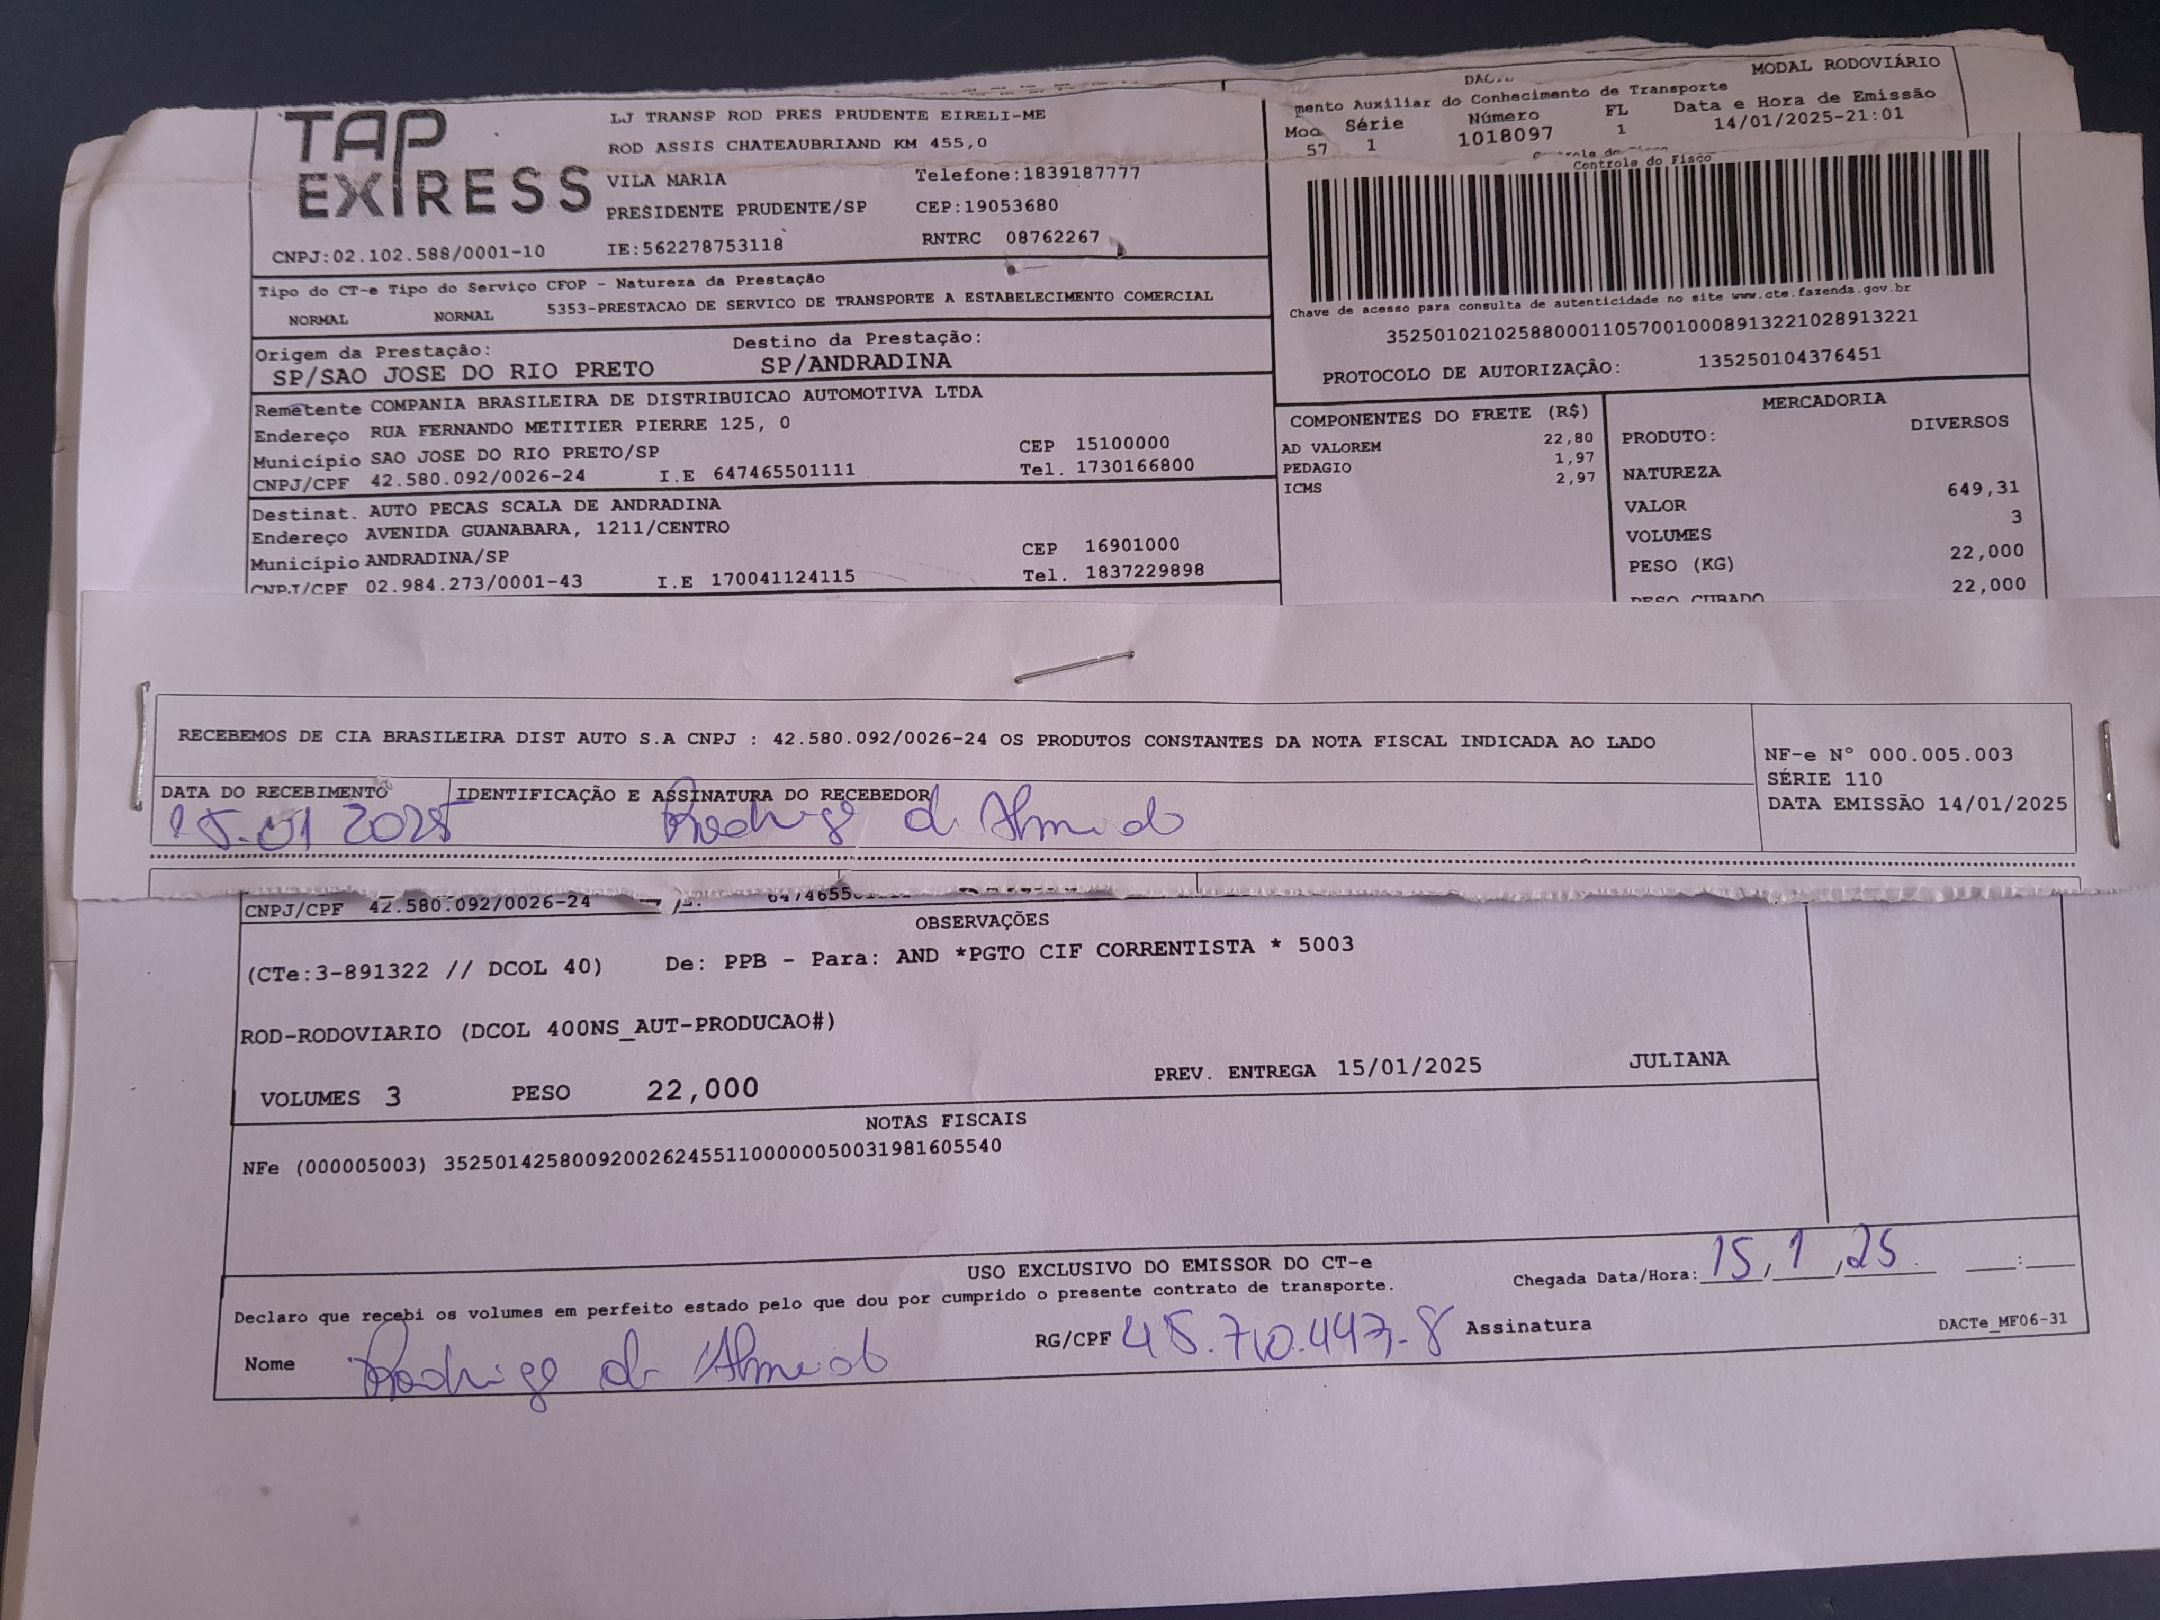 TAP
EXPRESS
LJ TRANSP ROD PRES PRUDENTE EIRELI-ME
ROD ASSIS CHATEAUBRIAND KM 455,0
VILA MARIA Telefone:1839187777
PRESIDENTE PRUDENTE/SP CEP:19053680
CNPJ:02.102.588/0001-10 IE:562278753118 RNTRC 08762267
MODAL RODOVIÁRIO
mento Auxiliar do Conhecimento de Transporte
Série Número FL Data e Hora de Emissão
57 1 1018097 1 14/01/2025-21:01
Controle do Fisco
Chave de acesso para consulta de autenticidade no site www.cte.fazenda.gov.br
35250102102588000110570010008913221028913221
PROTOCOLO DE AUTORIZAÇÃO: 135250104376451
Tipo do CT-e Tipo do Serviço CFOP - Natureza da Prestação
NORMAL NORMAL 5353-PRESTACAO DE SERVICO DE TRANSPORTE A ESTABELECIMENTO COMERCIAL
Origem da Prestação: Destino da Prestação:
SP/SAO JOSE DO RIO PRETO SP/ANDRADINA
Remetente COMPANIA BRASILEIRA DE DISTRIBUICAO AUTOMOTIVA LTDA
Endereço RUA FERNANDO METITIER PIERRE 125, 0
Município SAO JOSE DO RIO PRETO/SP CEP 15100000
CNPJ/CPF 42.580.092/0026-24 I.E 647465501111 Tel. 1730166800
Destinat. AUTO PECAS SCALA DE ANDRADINA
Endereço AVENIDA GUANABARA, 1211/CENTRO
Município ANDRADINA/SP CEP 16901000
CNPJ/CPF 02.984.273/0001-43 I.E 170041124115 Tel. 1837229898
COMPONENTES DO FRETE (R$)
AD VALOREM 22,80
PEDAGIO 1,97
ICMS 2,97
MERCADORIA
PRODUTO: DIVERSOS
NATUREZA
VALOR 649,31
VOLUMES 3
PESO (KG) 22,000
PESO CUBADO 22,000
RECEBEMOS DE CIA BRASILEIRA DIST AUTO S.A CNPJ : 42.580.092/0026-24 OS PRODUTOS CONSTANTES DA NOTA FISCAL INDICADA AO LADO
NF-e N° 000.005.003
SÉRIE 110
DATA EMISSÃO 14/01/2025
DATA DO RECEBIMENTO IDENTIFICAÇÃO E ASSINATURA DO RECEBEDOR
15.01 2025 Rodrigo d Almeida
CNPJ/CPF 42.580.092/0026-24
OBSERVAÇÕES
(CTe:3-891322 // DCOL 40) De: PPB - Para: AND *PGTO CIF CORRENTISTA * 5003
ROD-RODOVIARIO (DCOL 400NS_AUT-PRODUCAO#)
VOLUMES 3 PESO 22,000 PREV. ENTREGA 15/01/2025 JULIANA
NOTAS FISCAIS
NFe (000005003) 35250142580092002624551100000050031981605540
USO EXCLUSIVO DO EMISSOR DO CT-e
Declaro que recebi os volumes em perfeito estado pelo que dou por cumprido o presente contrato de transporte.
Chegada Data/Hora: 15,1,25 __:__
Nome Rodrigo d Almeida RG/CPF 45.710.447-8 Assinatura
DACTe_MF06-31